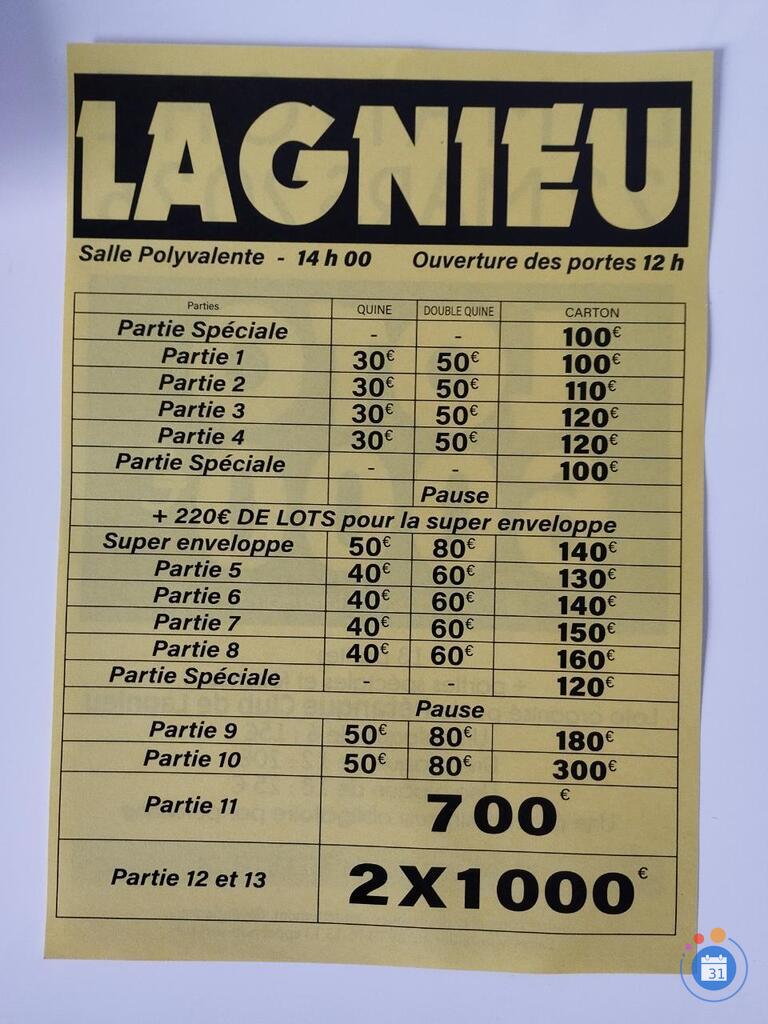 LAGNIEU
Salle Polyvalente - 14 h 00 Ouverture des portes 12 h
Parties QUINE DOUBLE QUINE CARTON
Partie Spéciale - - 100€
Partie 1 30€ 50€ 100€
Partie 2 30€ 50€ 110€
Partie 3 30€ 50€ 120€
Partie 4 30€ 50€ 120€
Partie Spéciale - - 100€
Pause
+ 220€ DE LOTS pour la super enveloppe
Super enveloppe 50€ 80€ 140€
Partie 5 40€ 60€ 130€
Partie 6 40€ 60€ 140€
Partie 7 40€ 60€ 150€
Partie 8 40€ 60€ 160€
Partie Spéciale - - 120€
Pause
Partie 9 50€ 80€ 180€
Partie 10 50€ 80€ 300€
Partie 11 700€
Partie 12 et 13 2X1000€
31